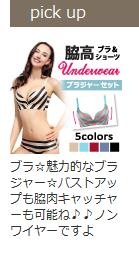 pick up
脇高ブラ&
ショーツ
Underwear
ブラジャーセット
5colors
ブラ☆魅力的なブラ
ジャー☆バストアッ
プも脇肉キャッチャ
ーも可能ね♪♪ノン
ワイヤーですよ